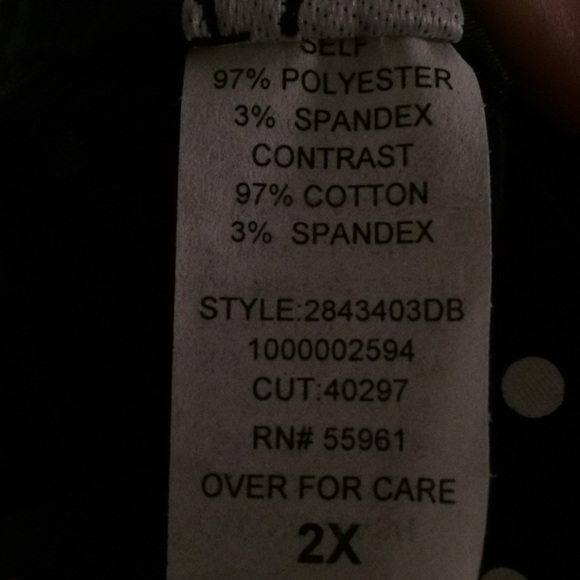 SELF
97% POLYESTER
3% SPANDEX
CONTRAST
97% COTTON
3% SPANDEX
STYLE:2843403DB
1000002594
CUT:40297
RN# 55961
OVER FOR CARE
2X